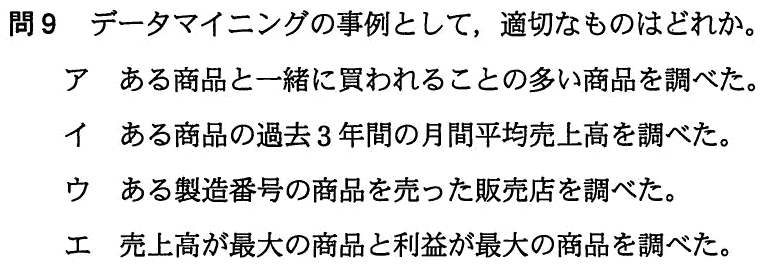 問9 データマイニングの事例として，適切なものはどれか。
ア ある商品と一緒に買われることの多い商品を調べた。
イ ある商品の過去3年間の月間平均売上高を調べた。
ウ ある製造番号の商品を売った販売店を調べた。
エ 売上高が最大の商品と利益が最大の商品を調べた。